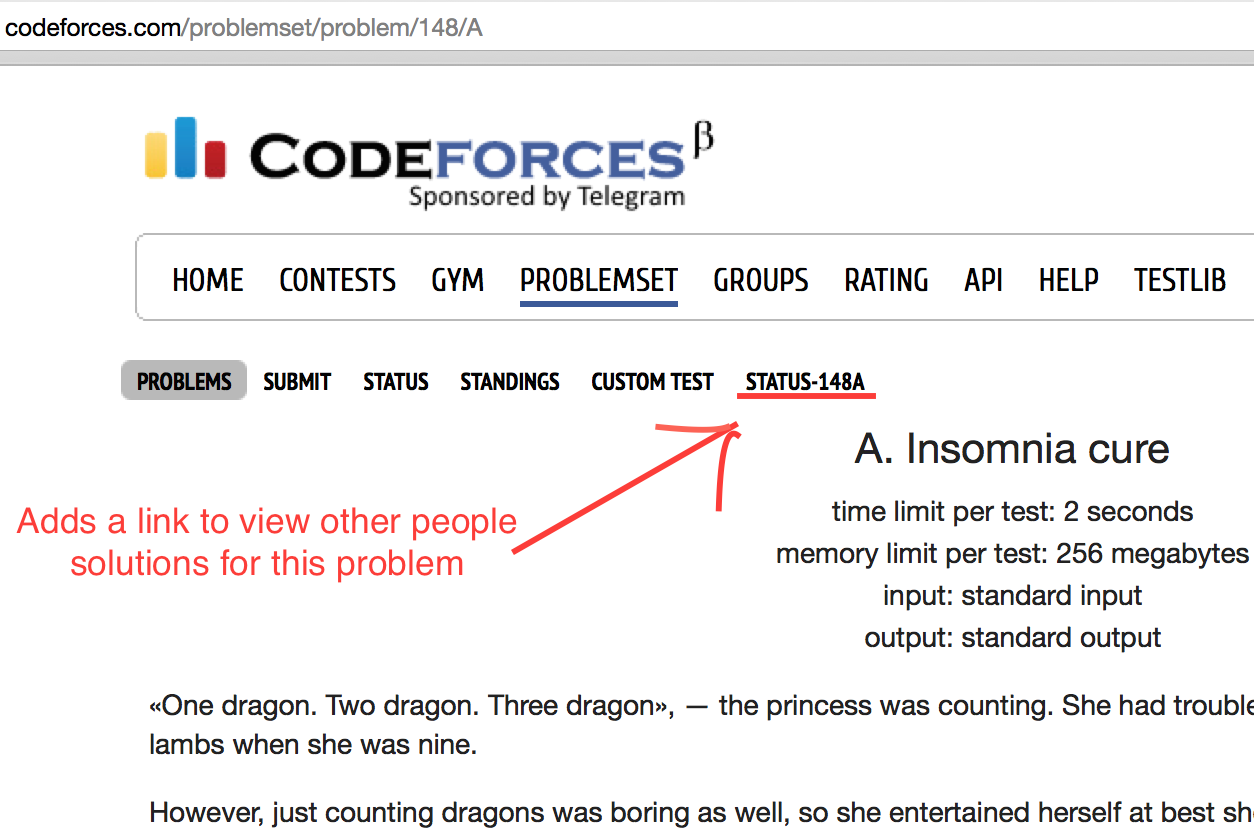 codeforces.com/problemset/problem/148/A
CODEFORCES β
Sponsored by Telegram
HOME CONTESTS GYM PROBLEMSET GROUPS RATING API HELP TESTLIB
PROBLEMS SUBMIT STATUS STANDINGS CUSTOM TEST STATUS-148A
A. Insomnia cure
time limit per test: 2 seconds
memory limit per test: 256 megabytes
input: standard input
output: standard output
Adds a link to view other people
solutions for this problem
«One dragon. Two dragon. Three dragon», — the princess was counting. She had trouble
lambs when she was nine.
However, just counting dragons was boring as well, so she entertained herself at best